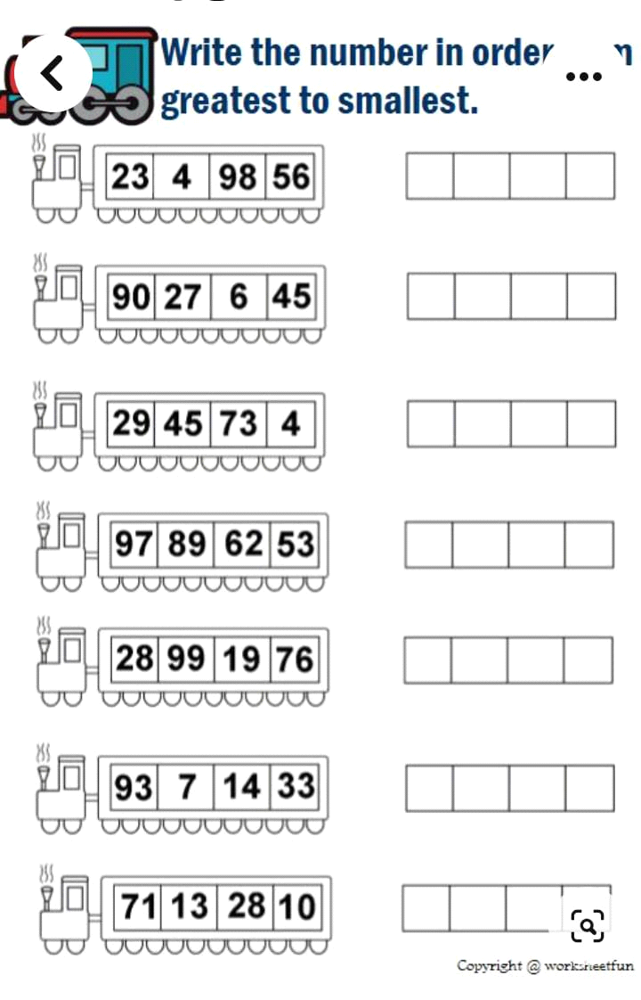 Write the number in order
greatest to smallest.
23 4 98 56
90 27 6 45
29 45 73 4
97 89 62 53
28 99 19 76
93 7 14 33
71 13 28 10
Copyright @ worksheetfun